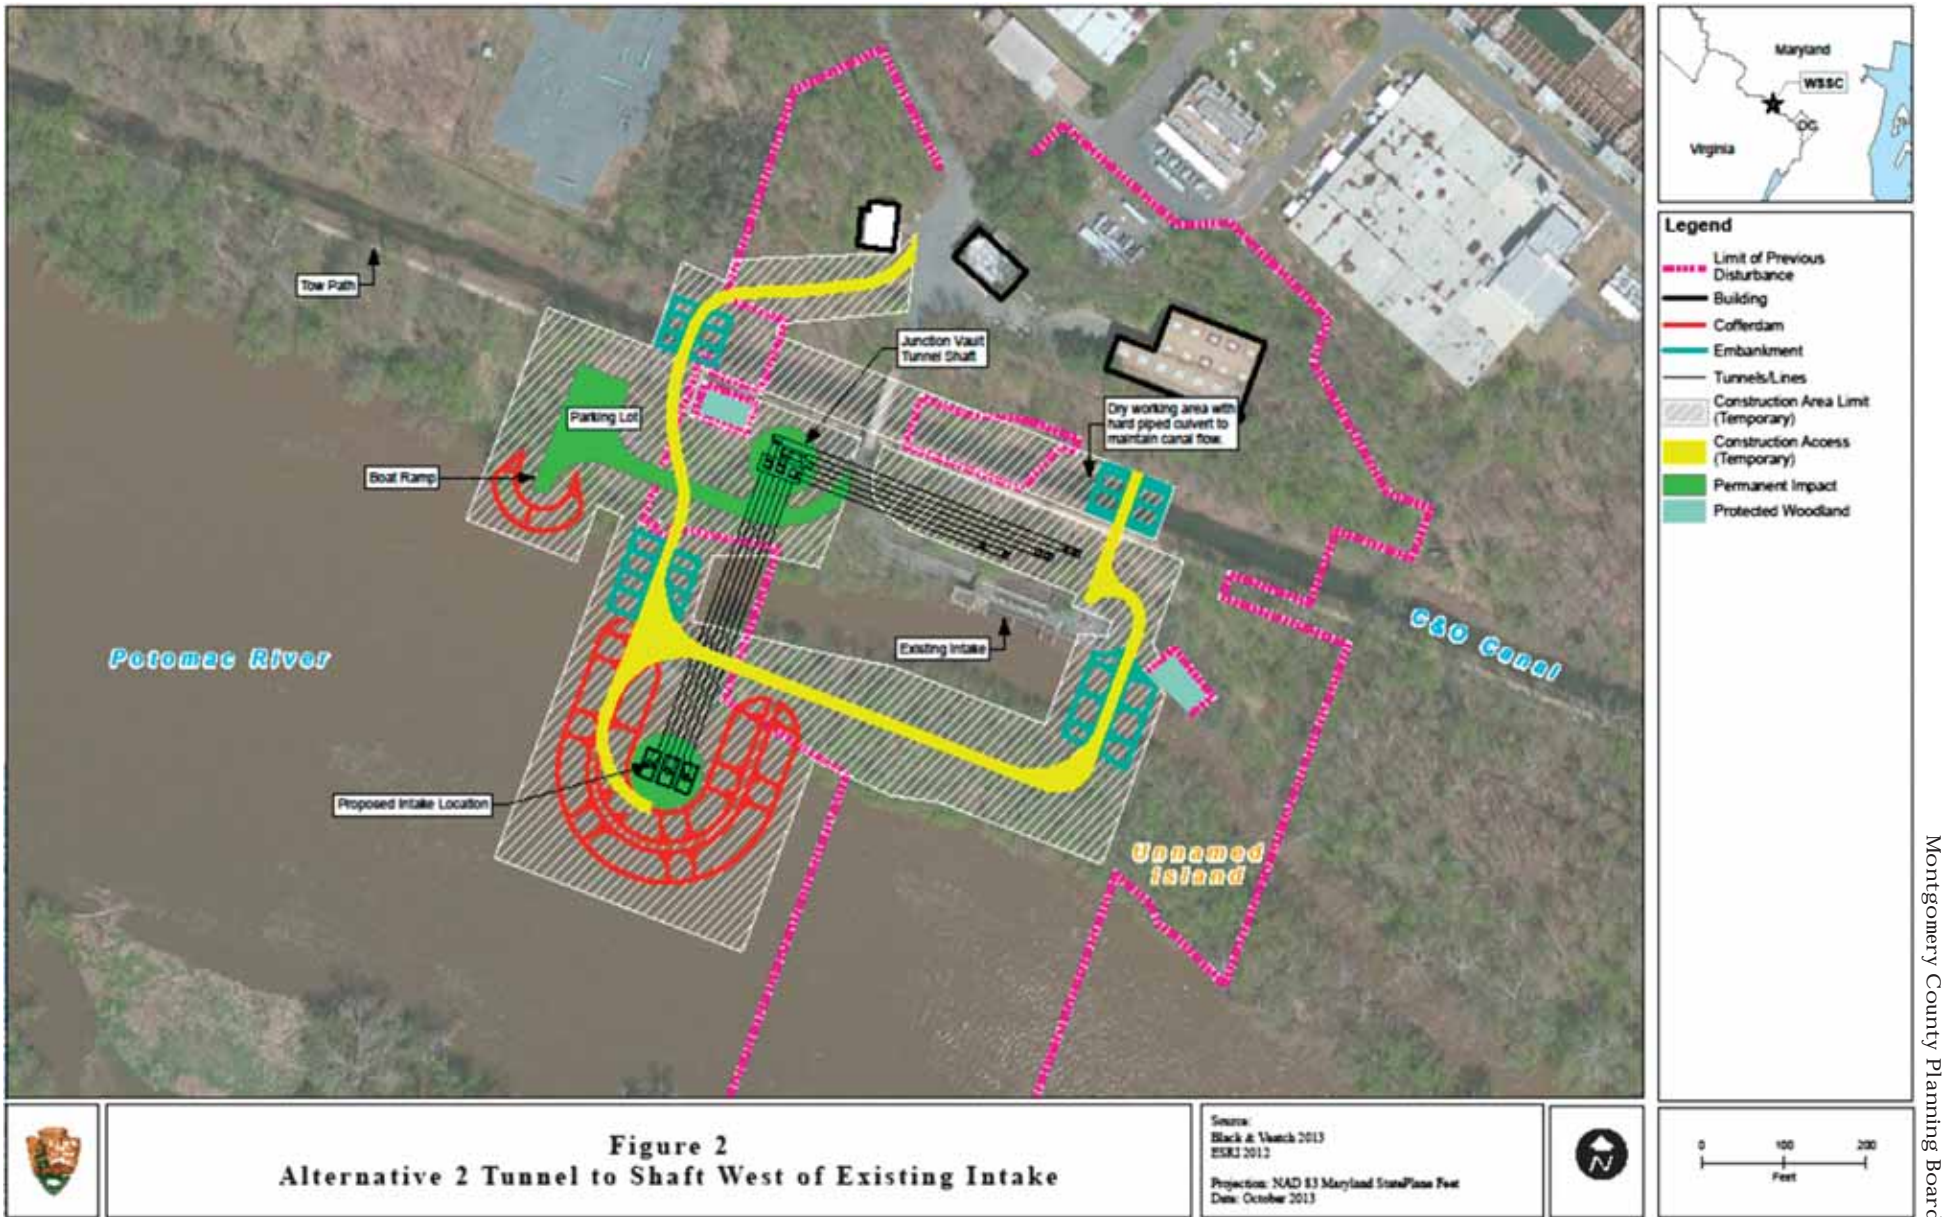 Tow Path
Junction Vault
Tunnel Shaft
Parking Lot
Dry working area with
hard piped culvert to
maintain canal flow.
Boat Ramp
Existing Intake
Potomac River
C&O Canal
Proposed Intake Location
Unnamed
Island
Maryland
WSSC
DC
Virginia
Legend
Limit of Previous
Disturbance
Building
Cofferdam
Embankment
Tunnels/Lines
Construction Area Limit
(Temporary)
Construction Access
(Temporary)
Permanent Impact
Protected Woodland
Montgomery County Planning Board
Figure 2
Alternative 2 Tunnel to Shaft West of Existing Intake
Source:
Black & Veatch 2013
ESRI 2012
Projection: NAD 83 Maryland StatePlane Feet
Date: October 2013
N
0 100 200
Feet